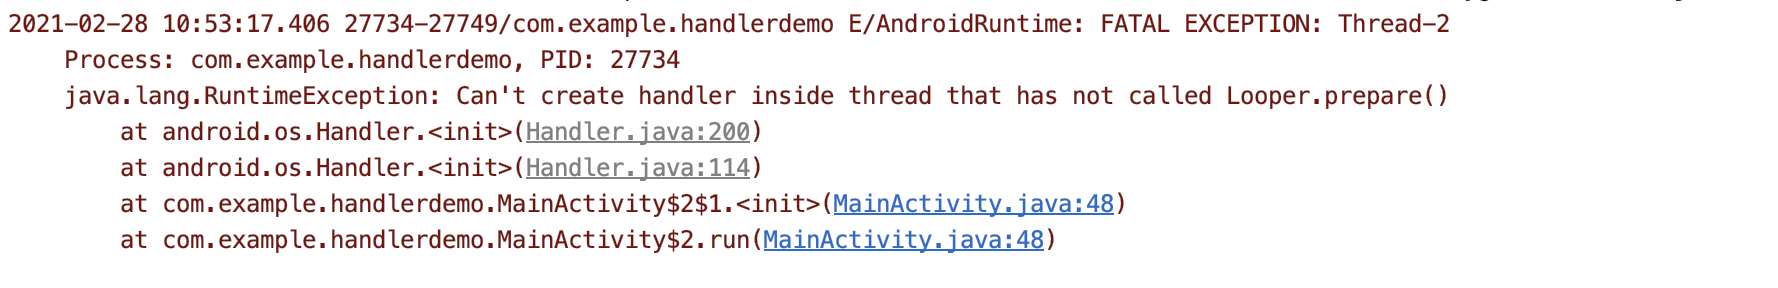 2021-02-28 10:53:17.406 27734-27749/com.example.handlerdemo E/AndroidRuntime: FATAL EXCEPTION: Thread-2
Process: com.example.handlerdemo, PID: 27734
java.lang.RuntimeException: Can't create handler inside thread that has not called Looper.prepare()
at android.os.Handler.<init>(Handler.java:200)
at android.os.Handler.<init>(Handler.java:114)
at com.example.handlerdemo.MainActivity$2$1.<init>(MainActivity.java:48)
at com.example.handlerdemo.MainActivity$2.run(MainActivity.java:48)